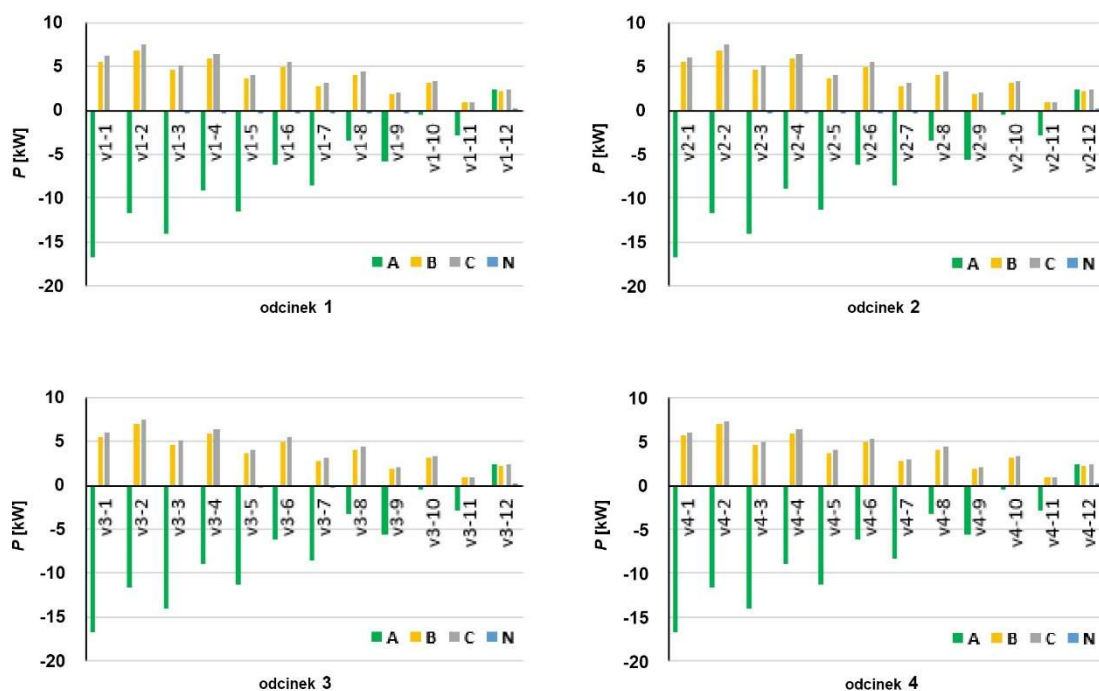 10
5
0
-5
-10
-15
-20
P [kW]
v1-1 v1-2 v1-3 v1-4 v1-5 v1-6 v1-7 v1-8 v1-9 v1-10 v1-11 v1-12
A B C N
odcinek 1
10
5
0
-5
-10
-15
-20
P [kW]
v2-1 v2-2 v2-3 v2-4 v2-5 v2-6 v2-7 v2-8 v2-9 v2-10 v2-11 v2-12
A B C N
odcinek 2
10
5
0
-5
-10
-15
-20
P [kW]
v3-1 v3-2 v3-3 v3-4 v3-5 v3-6 v3-7 v3-8 v3-9 v3-10 v3-11 v3-12
A B C N
odcinek 3
10
5
0
-5
-10
-15
-20
P [kW]
v4-1 v4-2 v4-3 v4-4 v4-5 v4-6 v4-7 v4-8 v4-9 v4-10 v4-11 v4-12
A B C N
odcinek 4